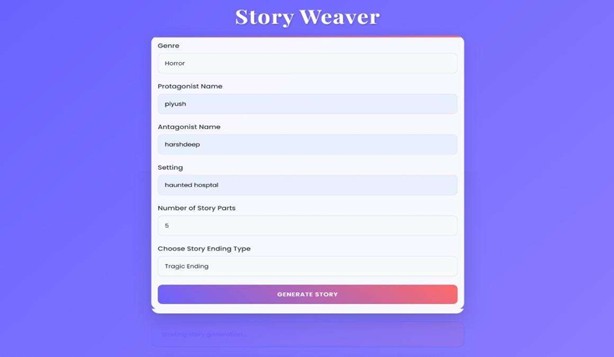 Story Weaver
Genre
Horror
Protagonist Name
piyush
Antagonist Name
harshdeep
Setting
haunted hosptal
Number of Story Parts
5
Choose Story Ending Type
Tragic Ending
GENERATE STORY